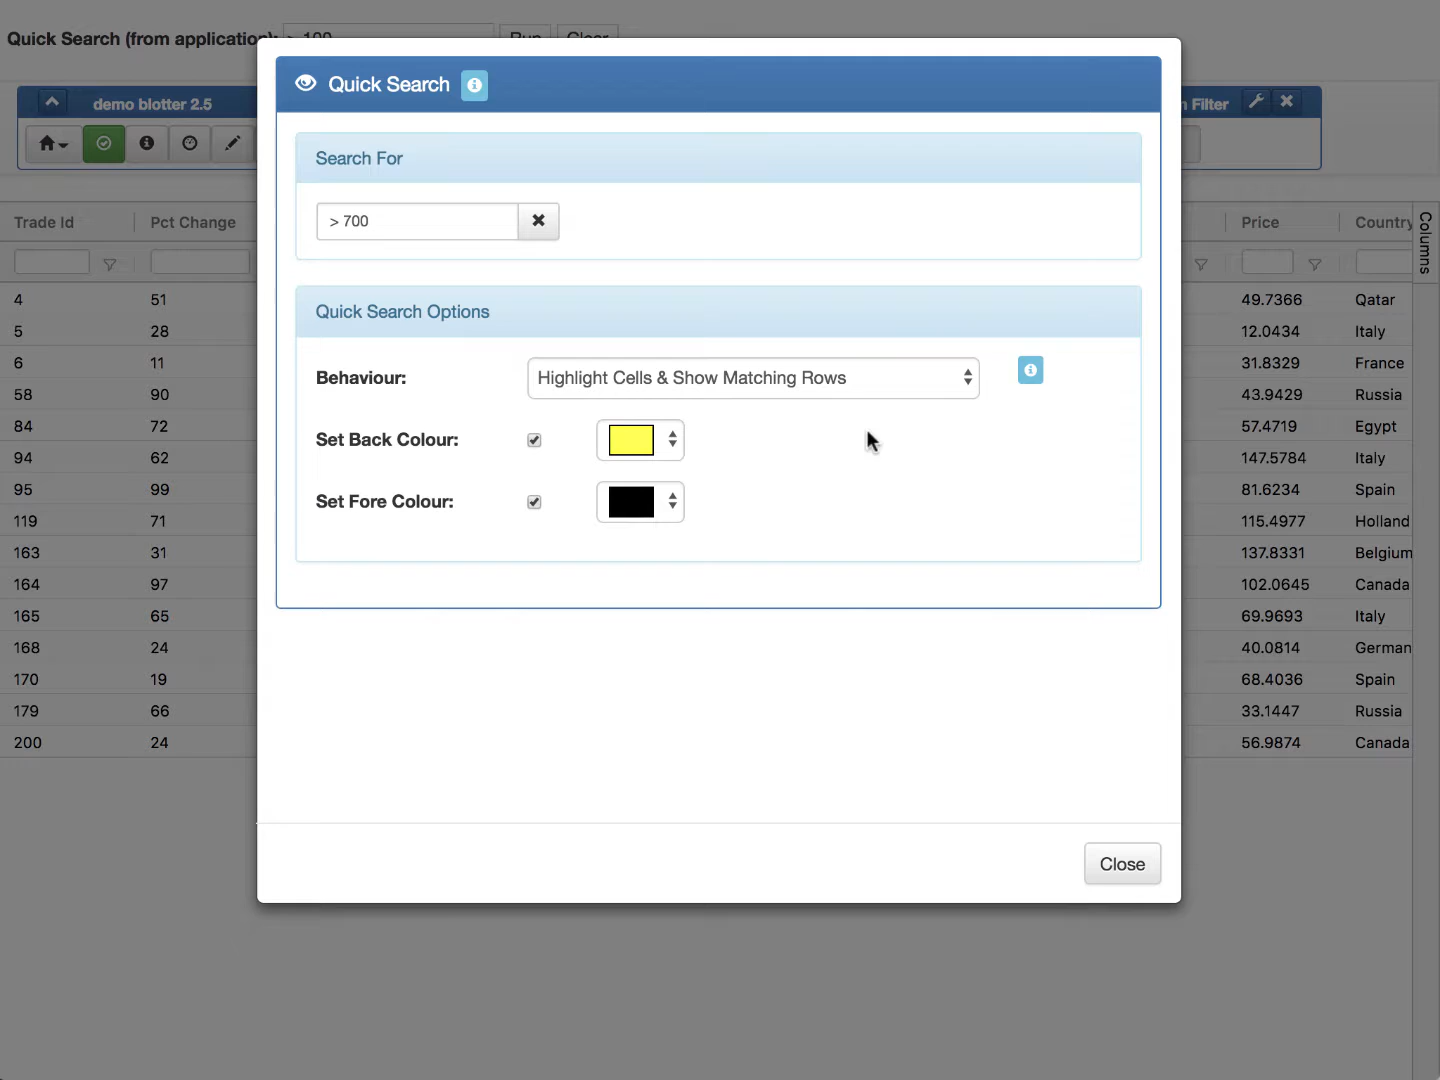 Quick Search (from application): > 100 Run Clear
Quick Search
demo blotter 2.5
Filter
Search For
> 700
Quick Search Options
Behaviour: Highlight Cells & Show Matching Rows
Set Back Colour:
Set Fore Colour:
Close
Trade Id Pct Change Price Country
Columns
4 51 49.7366 Qatar
5 28 12.0434 Italy
6 11 31.8329 France
58 90 43.9429 Russia
84 72 57.4719 Egypt
94 62 147.5784 Italy
95 99 81.6234 Spain
119 71 115.4977 Holland
163 31 137.8331 Belgium
164 97 102.0645 Canada
165 65 69.9693 Italy
168 24 40.0814 German
170 19 68.4036 Spain
179 66 33.1447 Russia
200 24 56.9874 Canada